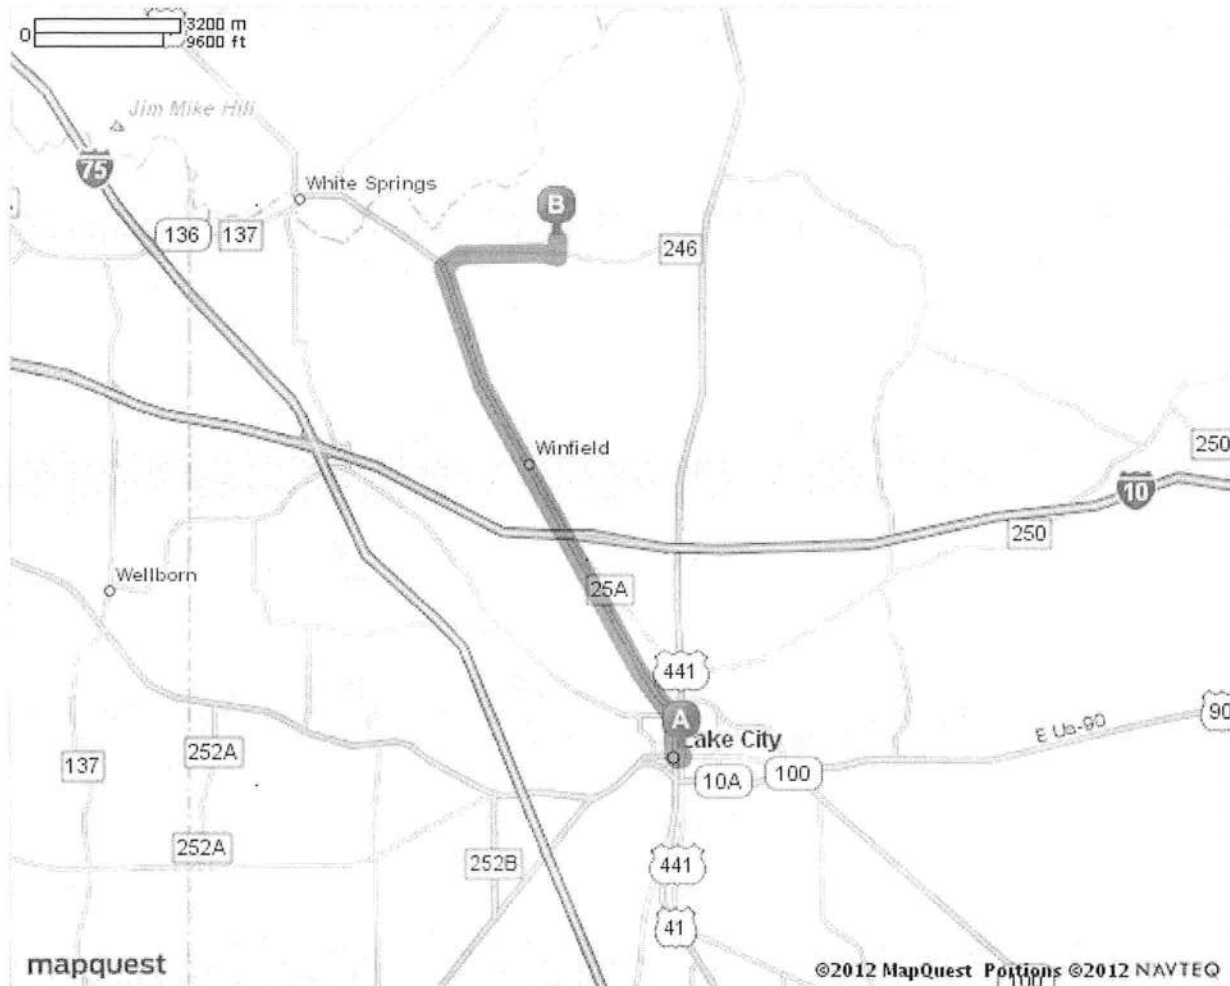 0
3200 m
9600 ft
Jim Mike Hill
75
White Springs
B
136
137
246
Winfield
250
10
250
Wellborn
25A
441
A
Lake City
90
E Us-90
252A
137
10A
100
252A
252B
441
41
mapquest
©2012 MapQuest Portions ©2012 NAVTEQ
100